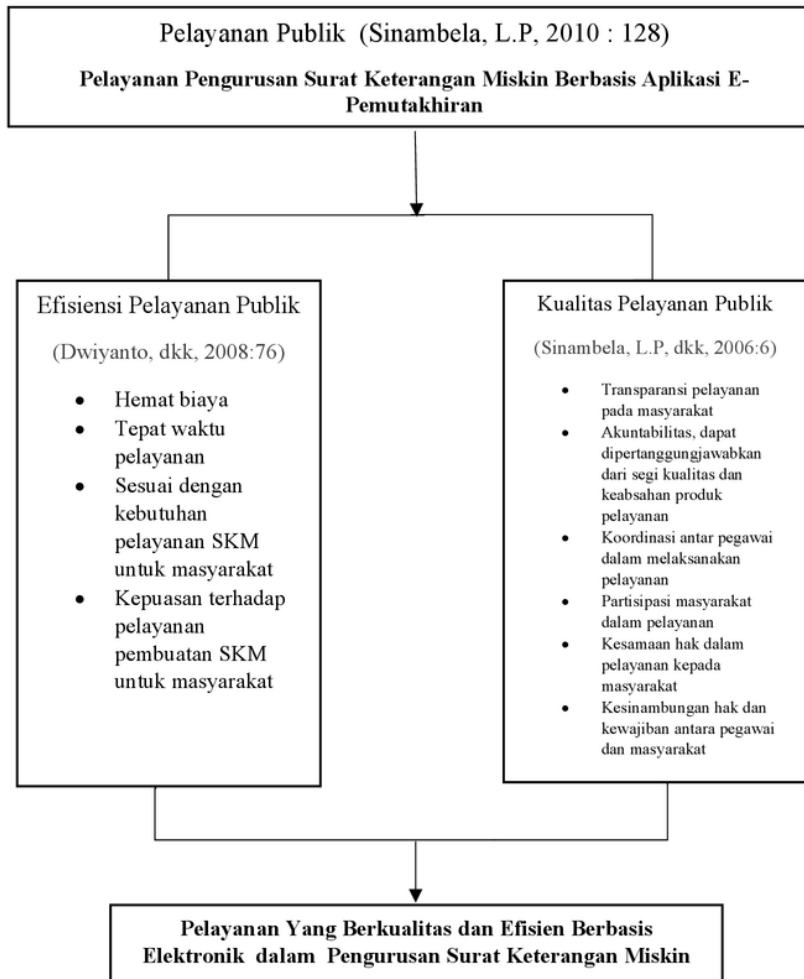 Pelayanan Publik (Sinambela, L.P, 2010 : 128)
Pelayanan Pengurusan Surat Keterangan Miskin Berbasis Aplikasi E-
Pemutakhiran
Efisiensi Pelayanan Publik
(Dwiyanto, dkk, 2008:76)
• Hemat biaya
• Tepat waktu
pelayanan
• Sesuai dengan
kebutuhan
pelayanan SKM
untuk masyarakat
• Kepuasan terhadap
pelayanan
pembuatan SKM
untuk masyarakat
Kualitas Pelayanan Publik
(Sinambela, L.P, dkk, 2006:6)
• Transparansi pelayanan
pada masyarakat
• Akuntabilitas, dapat
dipertanggungjawabkan
dari segi kualitas dan
keabsahan produk
pelayanan
• Koordinasi antar pegawai
dalam melaksanakan
pelayanan
• Partisipasi masyarakat
dalam pelayanan
• Kesamaan hak dalam
pelayanan kepada
masyarakat
• Kesinambungan hak dan
kewajiban antara pegawai
dan masyarakat
Pelayanan Yang Berkualitas dan Efisien Berbasis
Elektronik dalam Pengurusan Surat Keterangan Miskin